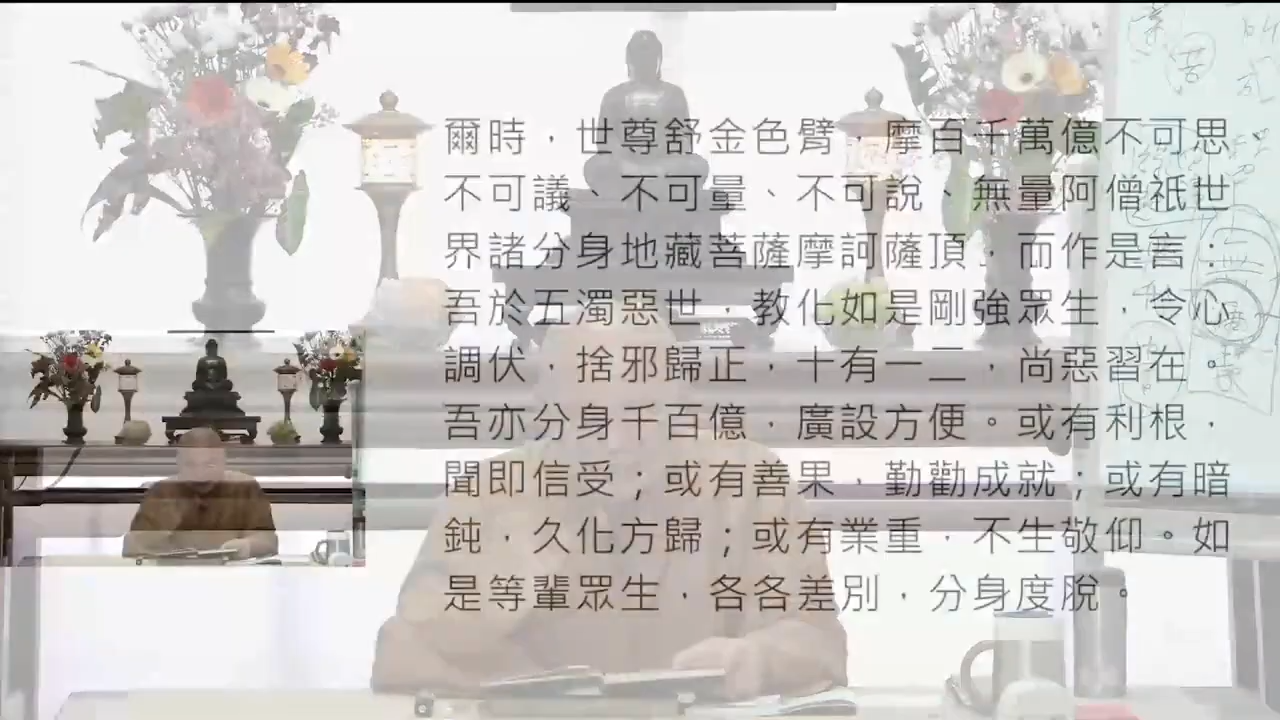 爾時，世尊舒金色臂，摩百千萬億不可思
不可議、不可量、不可說、無量阿僧祇世
界諸分身地藏菩薩摩訶薩頂，而作是言：
吾於五濁惡世，教化如是剛強眾生，令心
調伏，捨邪歸正，十有一二，尚惡習在。
吾亦分身千百億，廣設方便。或有利根，
聞即信受；或有善果，勤勸成就；或有暗
鈍，久化方歸；或有業重，不生敬仰。如
是等輩眾生，各各差別，分身度脫。